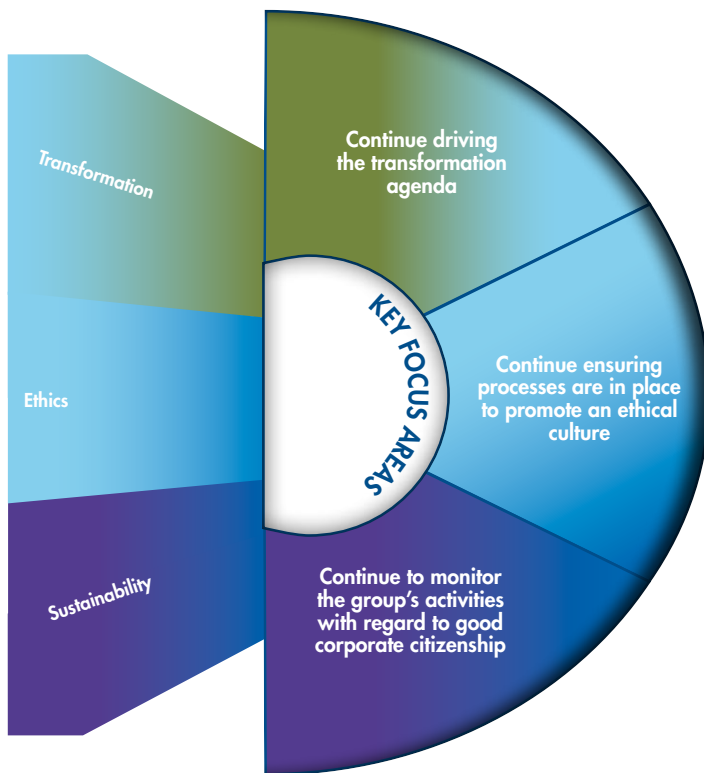 Transformation
Continue driving
the transformation
agenda
KEY FOCUS AREAS
Ethics
Continue ensuring
processes are in place
to promote an ethical
culture
Sustainability
Continue to monitor
the group's activities
with regard to good
corporate citizenship